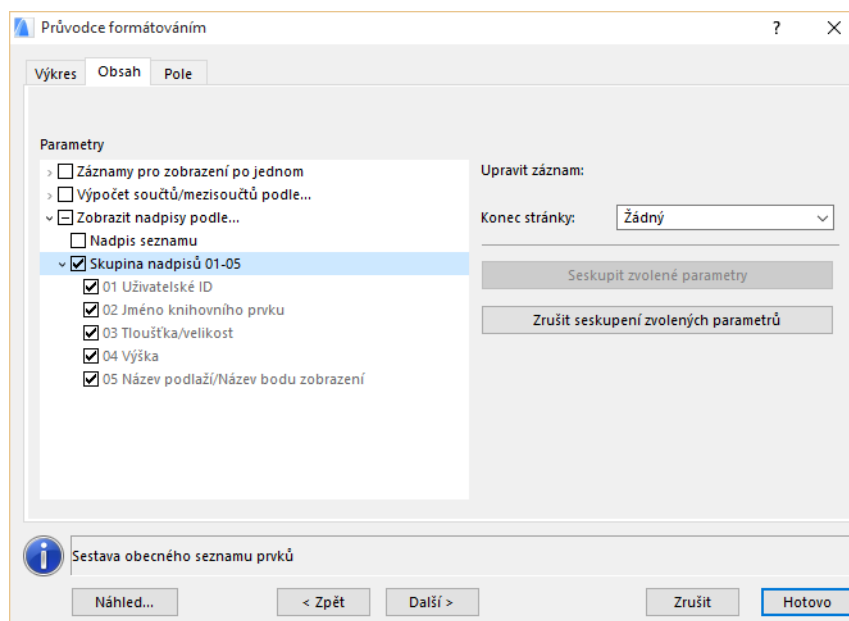 Průvodce formátováním
Výkres
Obsah
Pole
Parametry
Záznamy pro zobrazení po jednom
Výpočet součtů/mezisoučtů podle...
Zobrazit nadpisy podle...
Nadpis seznamu
Skupina nadpisů 01-05
01 Uživatelské ID
02 Jméno knihovního prvku
03 Tloušťka/velikost
04 Výška
05 Název podlaží/Název bodu zobrazení
Upravit záznam:
Konec stránky:
Žádný
Seskupit zvolené parametry
Zrušit seskupení zvolených parametrů
Sestava obecného seznamu prvků
Náhled...
< Zpět
Další >
Zrušit
Hotovo